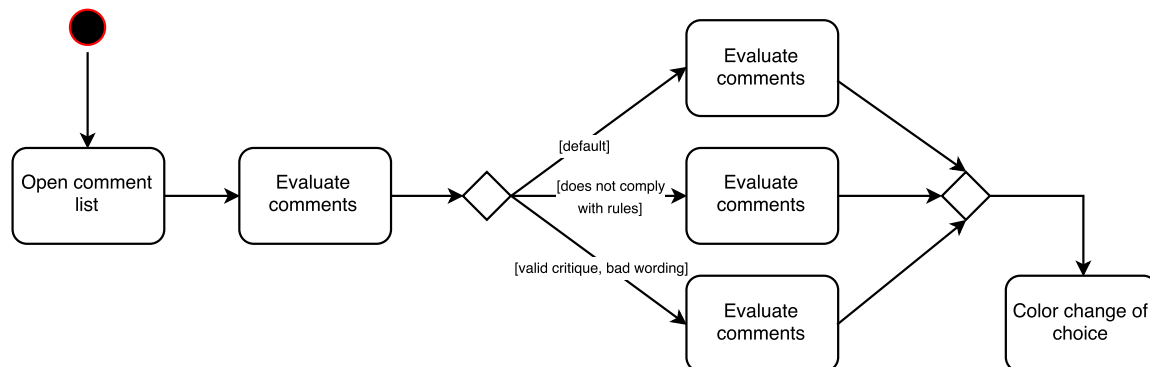 Open comment
list
Evaluate
comments
[default]
[does not comply
with rules]
[valid critique, bad wording]
Evaluate
comments
Evaluate
comments
Evaluate
comments
Color change of
choice